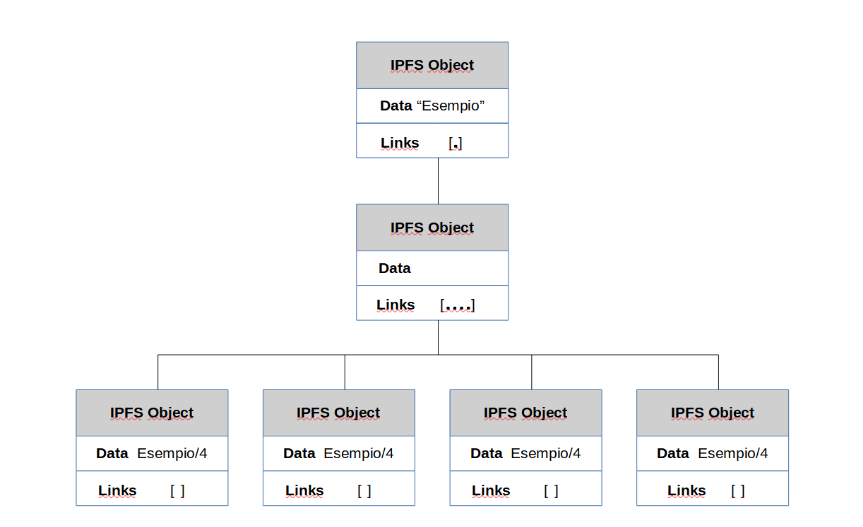 IPFS Object
Data “Esempio”
Links [.]
IPFS Object
Data
Links [....]
IPFS Object
Data Esempio/4
Links [ ]
IPFS Object
Data Esempio/4
Links [ ]
IPFS Object
Data Esempio/4
Links [ ]
IPFS Object
Data Esempio/4
Links [ ]